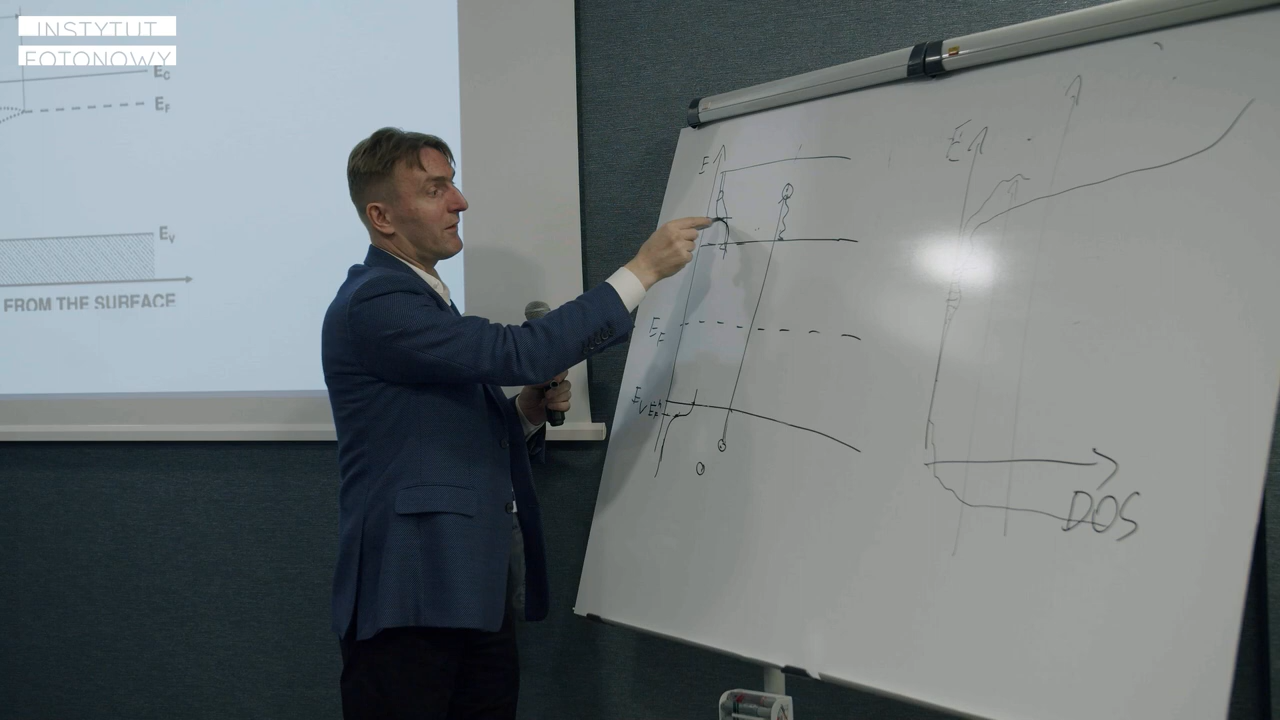 INSTYTUT
FOTONOWY
E_C
E_F
E_V
FROM THE SURFACE
E
E_F
E_V
E
DOS